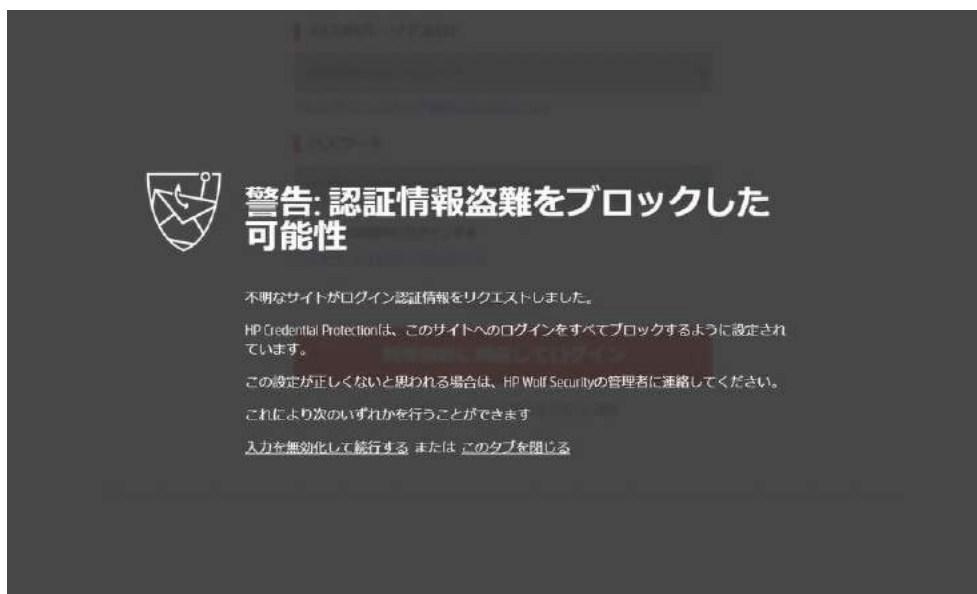 パスワード
警告: 認証情報盗難をブロックした
可能性
不明なサイトがログイン認証情報をリクエストしました。
HP Credential Protectionは、このサイトへのログインをすべてブロックするように設定され
ています。
この設定が正しくないと思われる場合は、HP Wolf Securityの管理者に連絡してください。
これにより次のいずれかを行うことができます
入力を無効化して続行する または このタブを閉じる